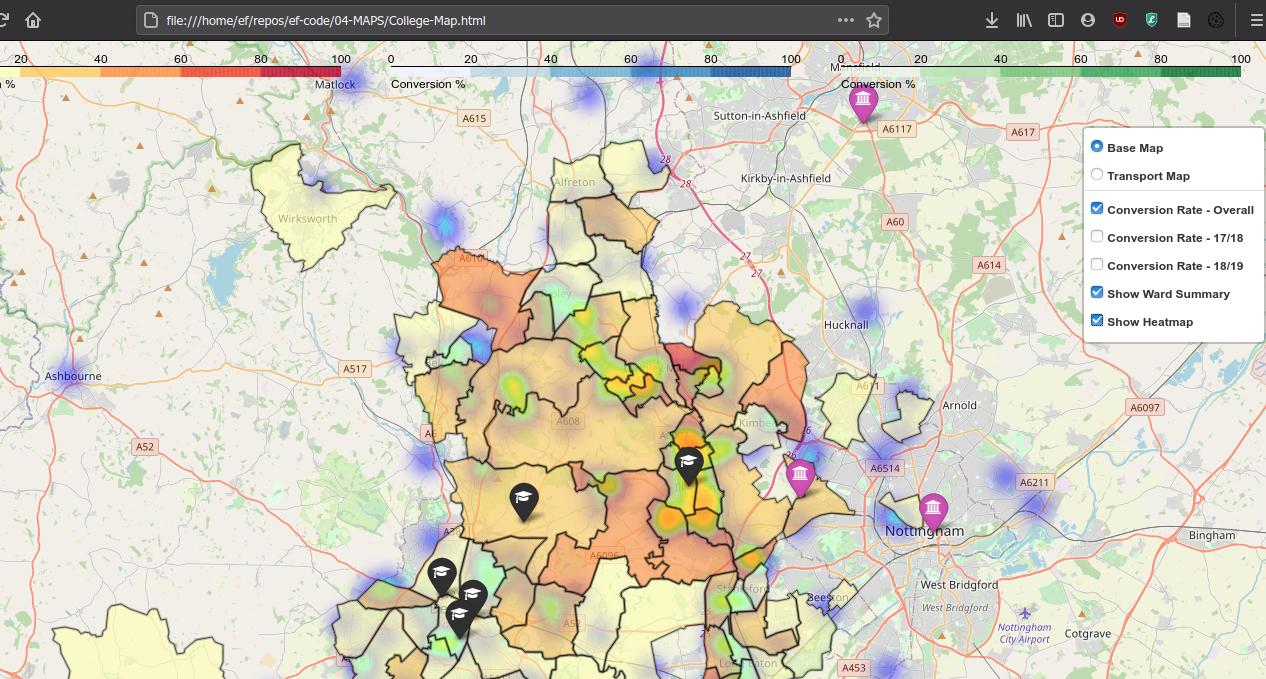 file:///home/ef/repos/ef-code/04-MAPS/College-Map.html
20 40 60 80 100
0 20 40 60 80 100
0 20 40 60 80 100
n %
Conversion %
Conversion %
Mansfield
Matlock
A615
Sutton-in-Ashfield
A6117
A617
Base Map
Transport Map
Conversion Rate - Overall
Conversion Rate - 17/18
Conversion Rate - 18/19
Show Ward Summary
Show Heatmap
28
28
Kirkby-in-Ashfield
Alfreton
Wirksworth
A60
27
27
A614
A610
Hucknall
A517
Ashbourne
A611
Arnold
A6097
A608
Kimbe
A6
A52
26
26
A6514
A6211
Nottingham
Bingham
A6096
West Bridgford
West Bridgford
Beeston
Nottingham
City Airport
Cotgrave
A52
A453